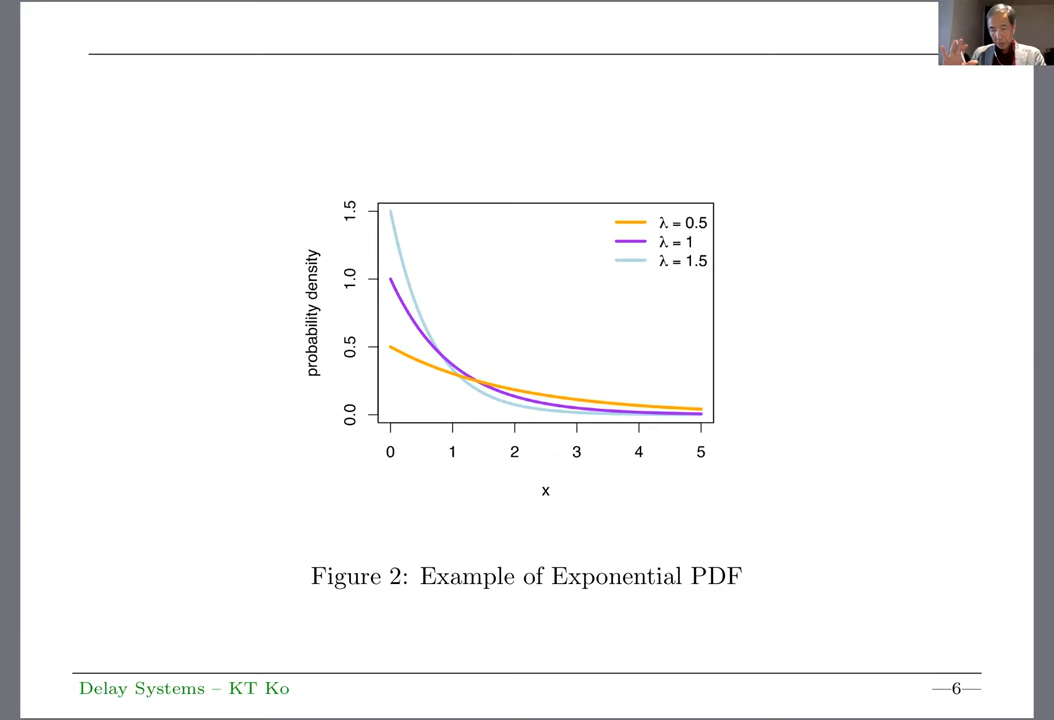 probability density
1.5
1.0
0.5
0.0
λ = 0.5
λ = 1
λ = 1.5
0 1 2 3 4 5
x
Figure 2: Example of Exponential PDF
Delay Systems – KT Ko —6—